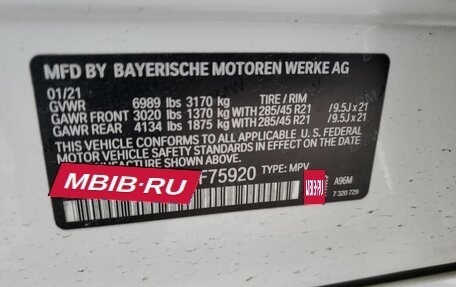 MFD BY BAYERISCHE MOTOREN WERKE AG
01/21
GVWR 6989 lbs 3170 kg TIRE / RIM
GAWR FRONT 3020 lbs 1370 kg WITH 285/45 R21 /9.5J x 21
GAWR REAR 4134 lbs 1875 kg WITH 285/45 R21 /9.5J x 21
THIS VEHICLE CONFORMS TO ALL APPLICABLE U. S. FEDERAL
MOTOR VEHICLE SAFETY STANDARDS IN EFFECT ON THE DATE
MANUFACTURE SHOWN ABOVE.
F75920 TYPE: MPV
MBIB-RU
MBIB-RU
A96M
7 320 729